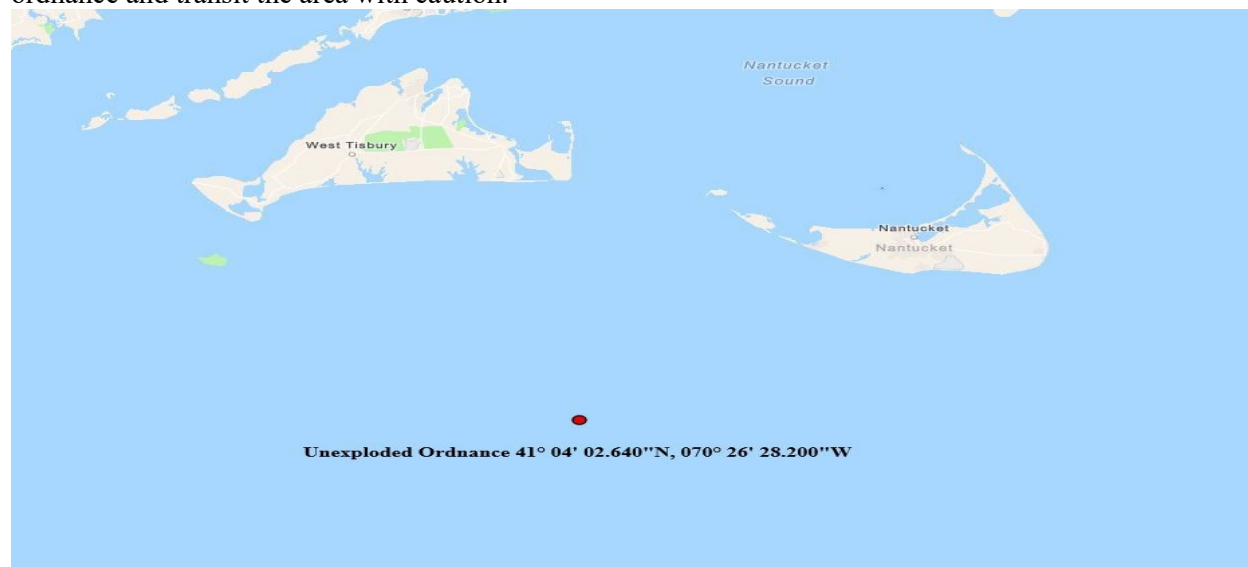 ordnance and transit the area with caution.
Nantucket
Sound
West Tisbury
Nantucket
Nantucket
Unexploded Ordnance 41° 04' 02.640"N, 070° 26' 28.200"W